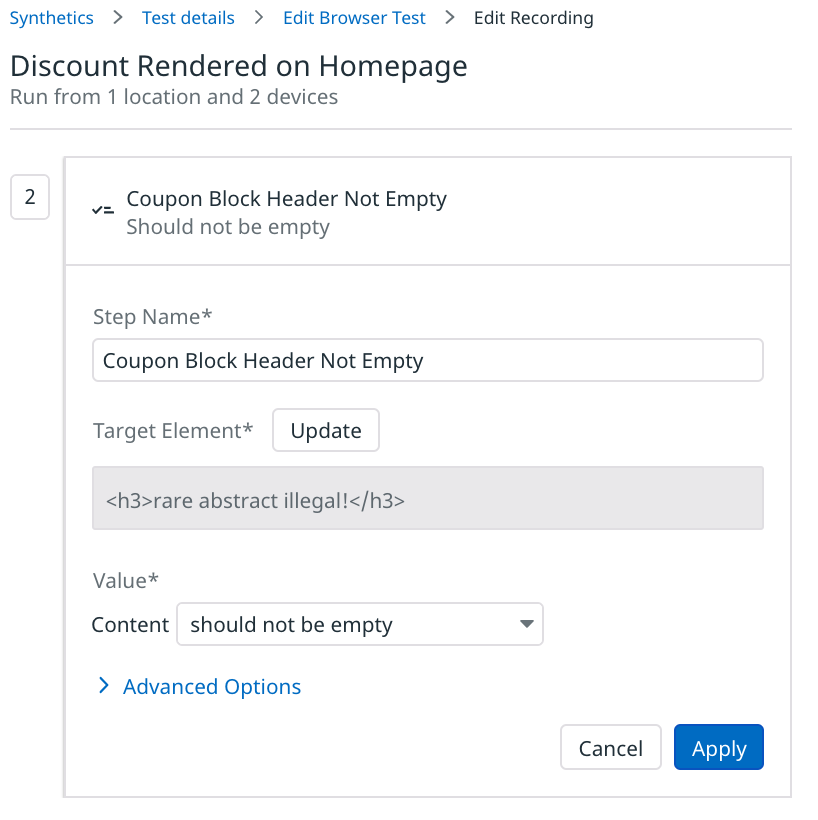 Synthetics > Test details > Edit Browser Test > Edit Recording
Discount Rendered on Homepage
Run from 1 location and 2 devices
2
Coupon Block Header Not Empty
Should not be empty
Step Name*
Coupon Block Header Not Empty
Target Element* Update
<h3>rare abstract illegal!</h3>
Value*
Content should not be empty
Advanced Options
Cancel Apply